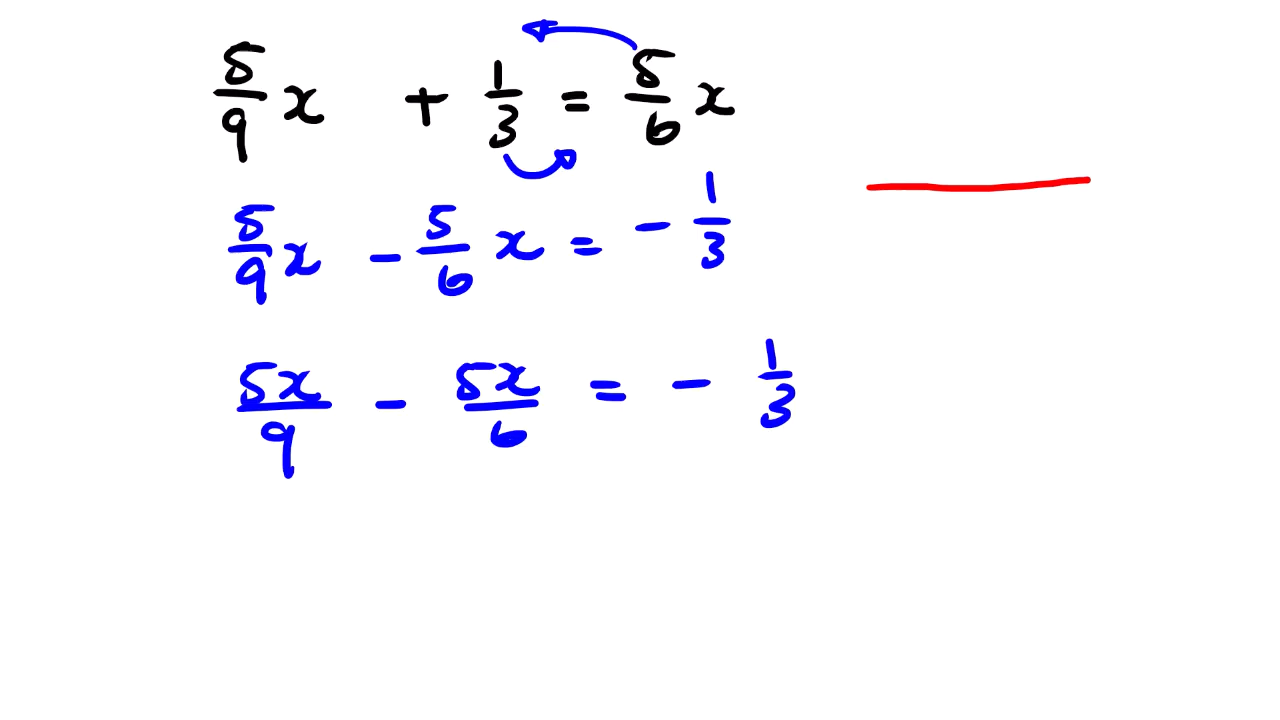 5/9 x + 1/3 = 5/6 x
5/9 x - 5/6 x = - 1/3
5x/9 - 5x/6 = - 1/3